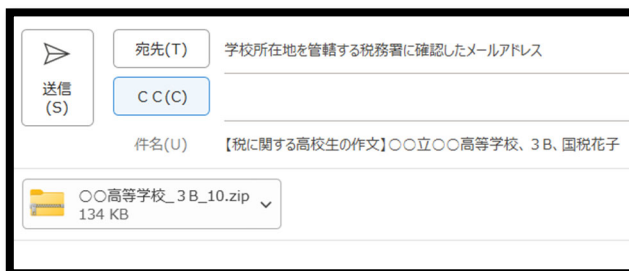 宛先(T)
学校所在地を管轄する税務署に確認したメールアドレス
送信
(S)
CC(C)
件名(U)
【税に関する高校生の作文】○○立○○高等学校、3B、国税花子
○○高等学校_3B_10.zip
134 KB